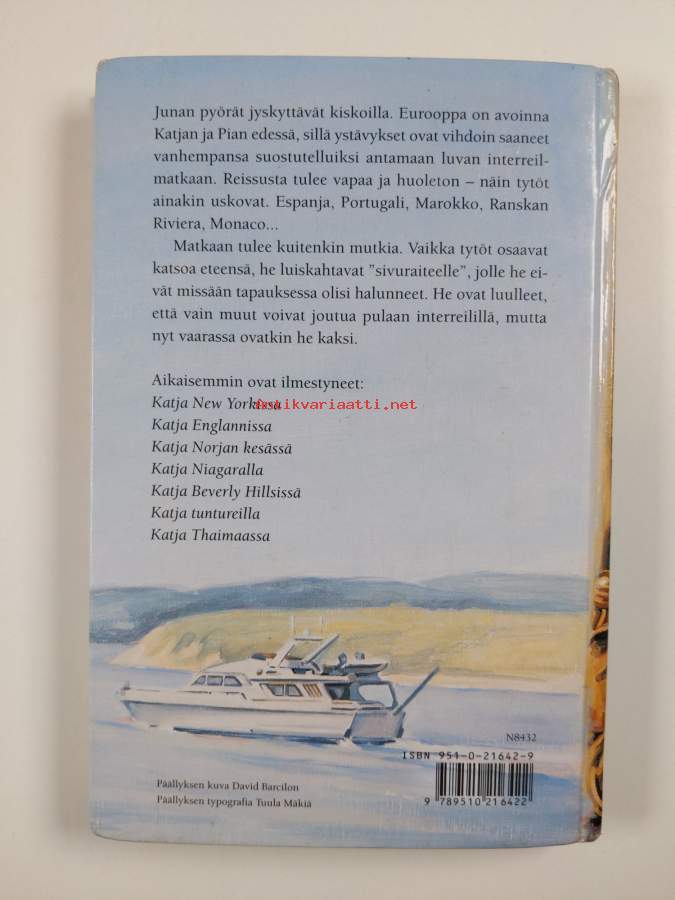 Junan pyörät jyskyttävät kiskoilla. Eurooppa on avoinna
Katjan ja Pian edessä, sillä ystävykset ovat vihdoin saaneet
vanhempansa suostutelluiksi antamaan luvan interreil-
matkaan. Reissusta tulee vapaa ja huoleton – näin tytöt
ainakin uskovat. Espanja, Portugali, Marokko, Ranskan
Riviera, Monaco...
Matkaan tulee kuitenkin mutkia. Vaikka tytöt osaavat
katsoa eteensä, he luiskahtavat "sivuraiteelle", jolle he ei-
vät missään tapauksessa olisi halunneet. He ovat luulleet,
että vain muut voivat joutua pulaan interreilillä, mutta
nyt vaarassa ovatkin he kaksi.
Aikaisemmin ovat ilmestyneet:
Katja New Yorkissa
antikvariaatti.net
Katja Englannissa
Katja Norjan kesässä
Katja Niagaralla
Katja Beverly Hillsissä
Katja tuntureilla
Katja Thaimaassa
N8432
ISBN 951-0-21642-9
9 789510 216422
Päällyksen kuva David Barcilon
Päällyksen typografia Tuula Mäkiä